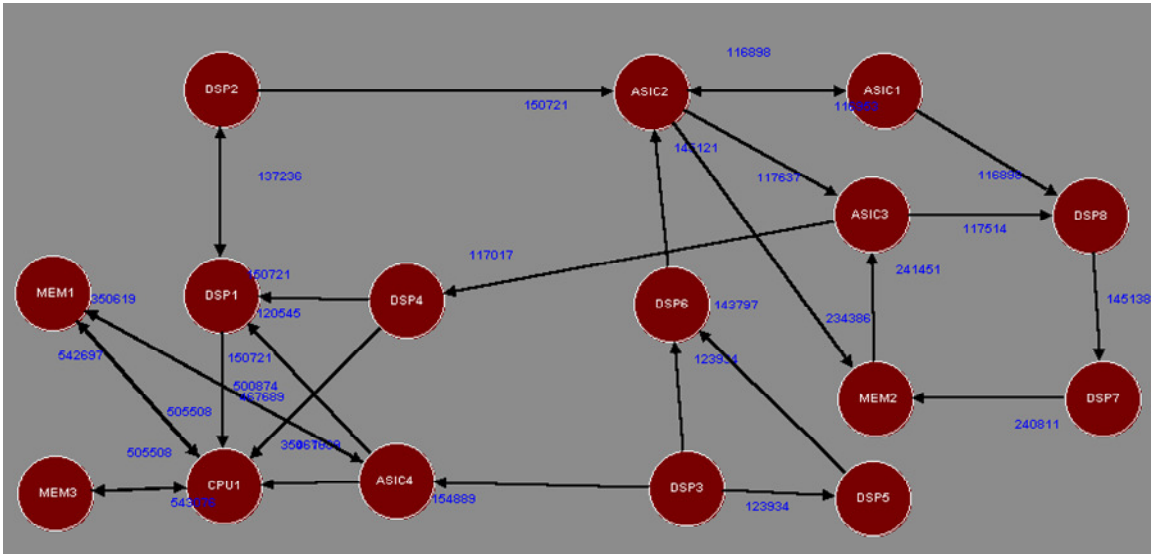 116898
DSP2
ASIC2
ASIC1
150721
145121
137236
117637
116898
ASIC3
DSP8
117514
117017
150721
241451
MEM1
350619
DSP1
DSP4
DSP6
143797
145138
120545
234386
542697
150721
123934
500874
467689
MEM2
DSP7
505508
240811
505508
MEM3
CPU1
ASIC4
DSP3
DSP5
154889
123934